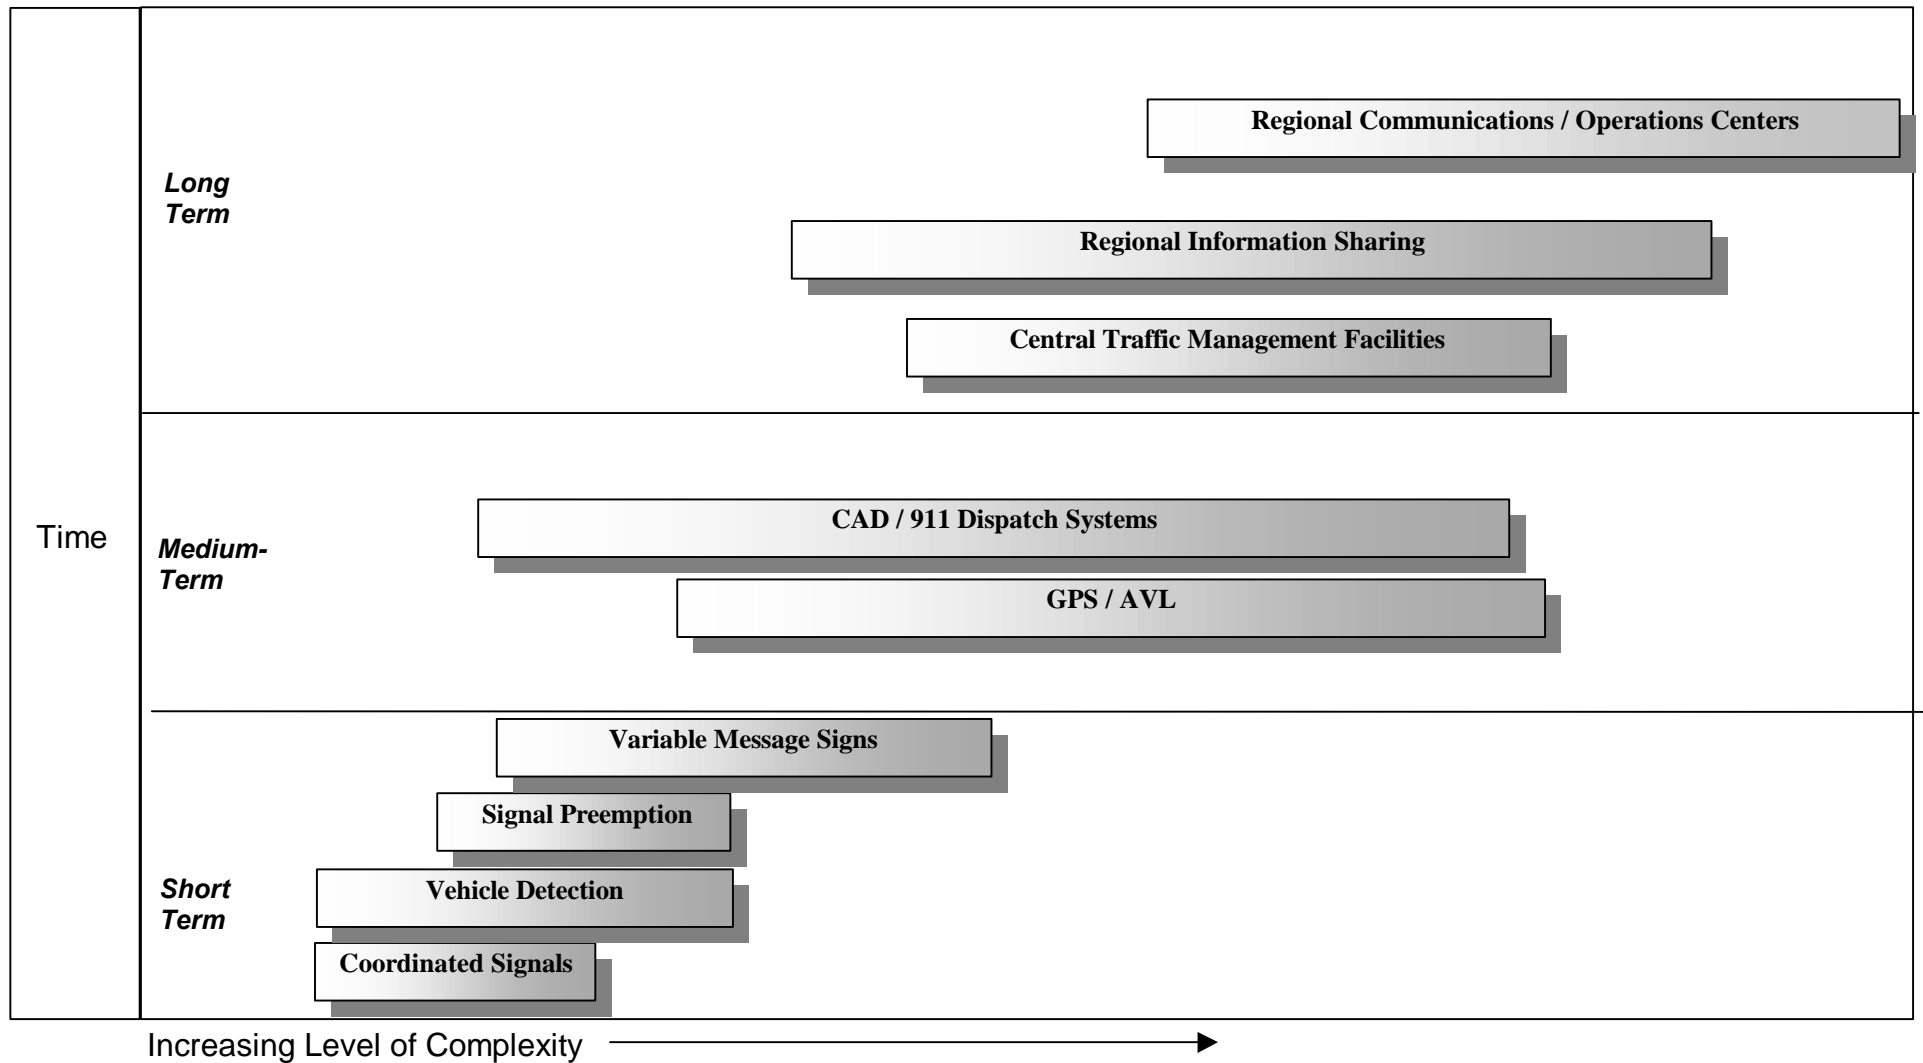 Time
Long
Term
Regional Communications / Operations Centers
Regional Information Sharing
Central Traffic Management Facilities
Medium-
Term
CAD / 911 Dispatch Systems
GPS / AVL
Short
Term
Variable Message Signs
Signal Preemption
Vehicle Detection
Coordinated Signals
Increasing Level of Complexity